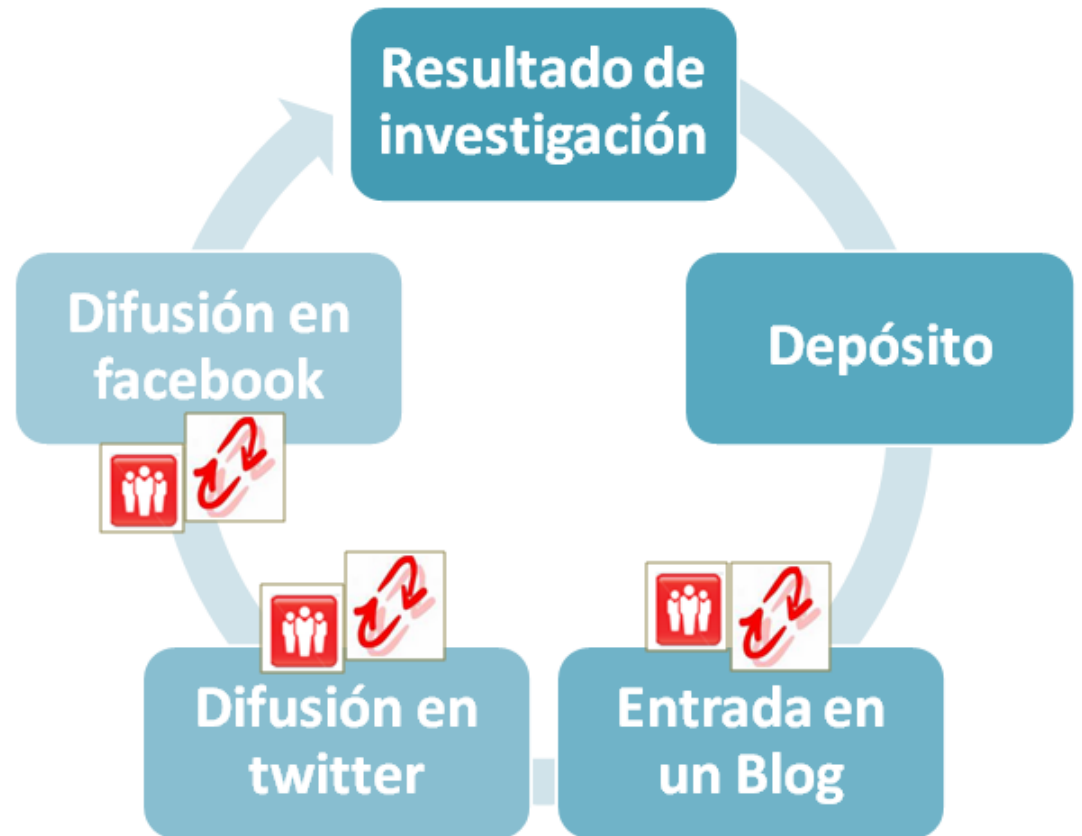 Resultado de
investigación
Depósito
Entrada en
un Blog
Difusión en
twitter
Difusión en
facebook